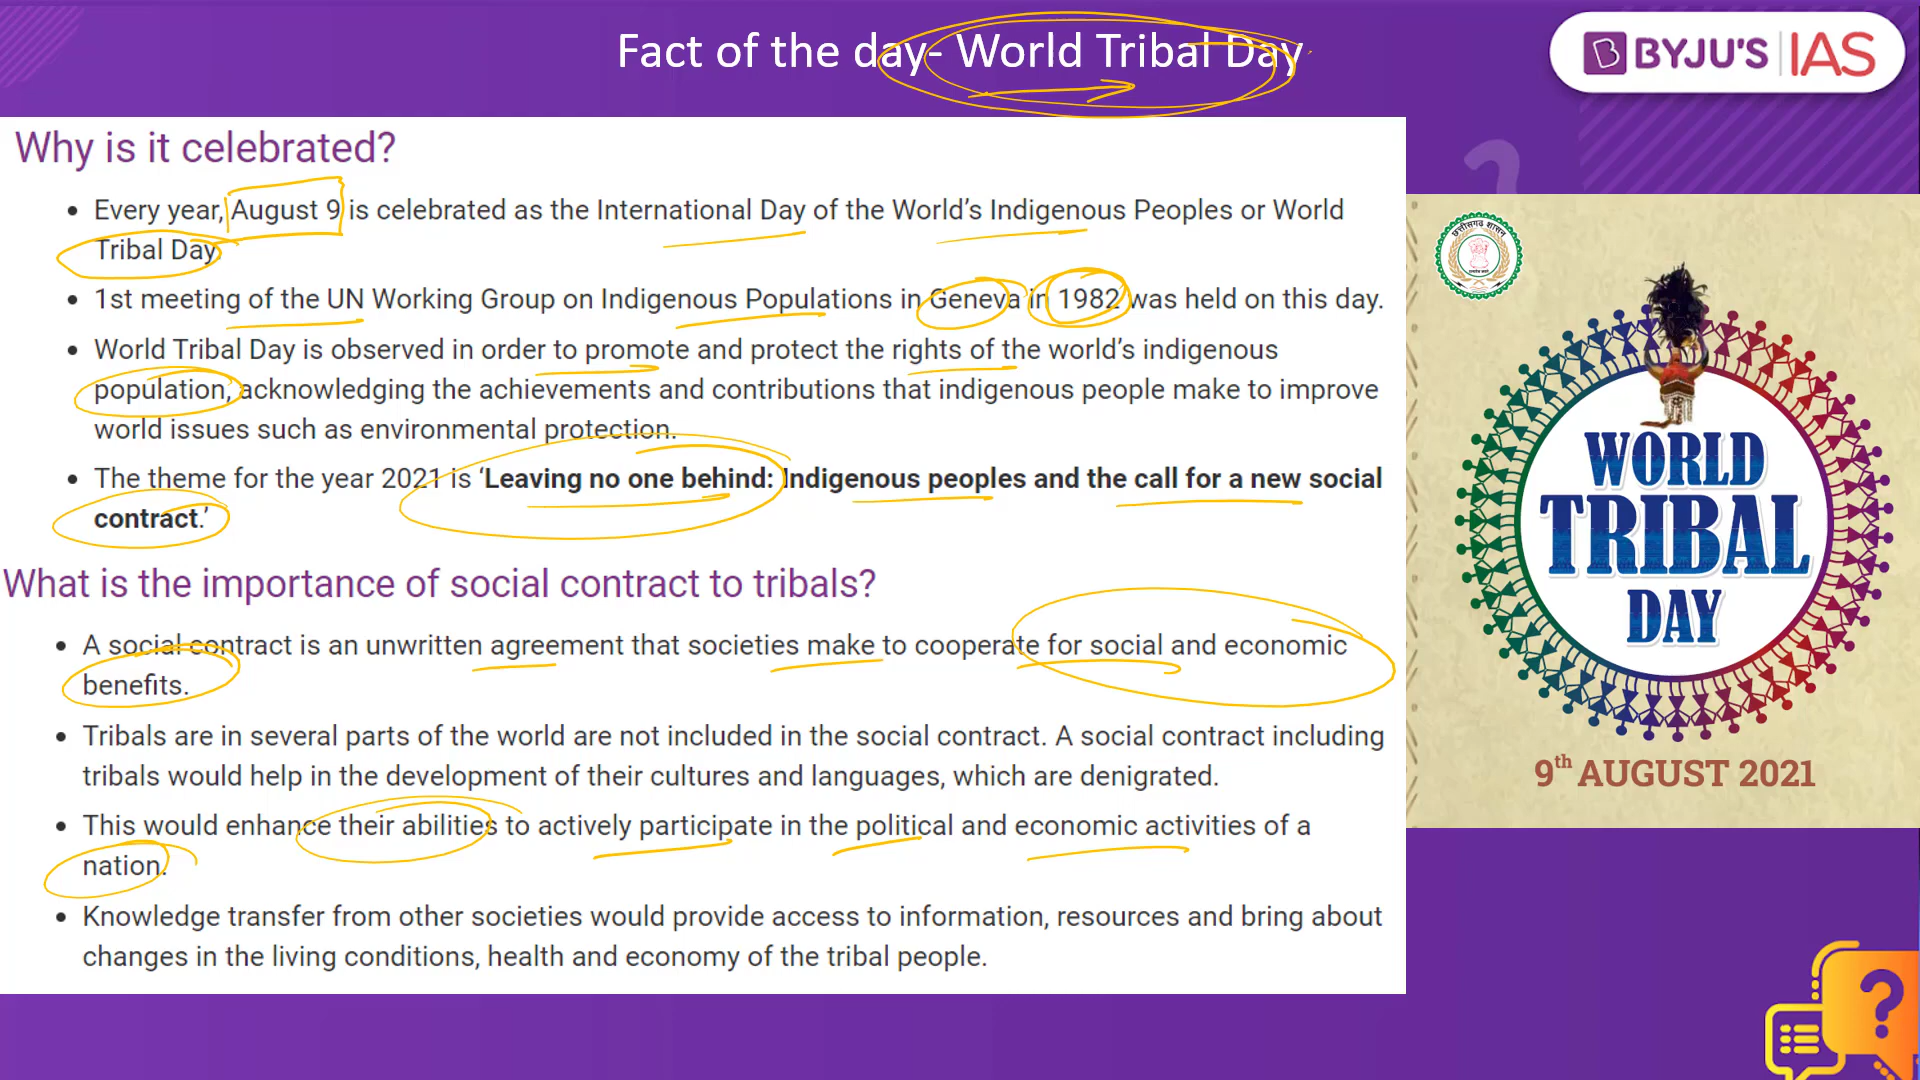 Fact of the day- World Tribal Day
BYJU'S IAS
Why is it celebrated?
• Every year, August 9 is celebrated as the International Day of the World's Indigenous Peoples or World
Tribal Day.
• 1st meeting of the UN Working Group on Indigenous Populations in Geneva in 1982 was held on this day.
• World Tribal Day is observed in order to promote and protect the rights of the world's indigenous
population, acknowledging the achievements and contributions that indigenous people make to improve
world issues such as environmental protection.
• The theme for the year 2021 is ‘Leaving no one behind: Indigenous peoples and the call for a new social
contract.’
What is the importance of social contract to tribals?
• A social contract is an unwritten agreement that societies make to cooperate for social and economic
benefits.
• Tribals are in several parts of the world are not included in the social contract. A social contract including
tribals would help in the development of their cultures and languages, which are denigrated.
• This would enhance their abilities to actively participate in the political and economic activities of a
nation.
• Knowledge transfer from other societies would provide access to information, resources and bring about
changes in the living conditions, health and economy of the tribal people.
छत्तीसगढ़ शासन
WORLD
TRIBAL
DAY
9th AUGUST 2021
?